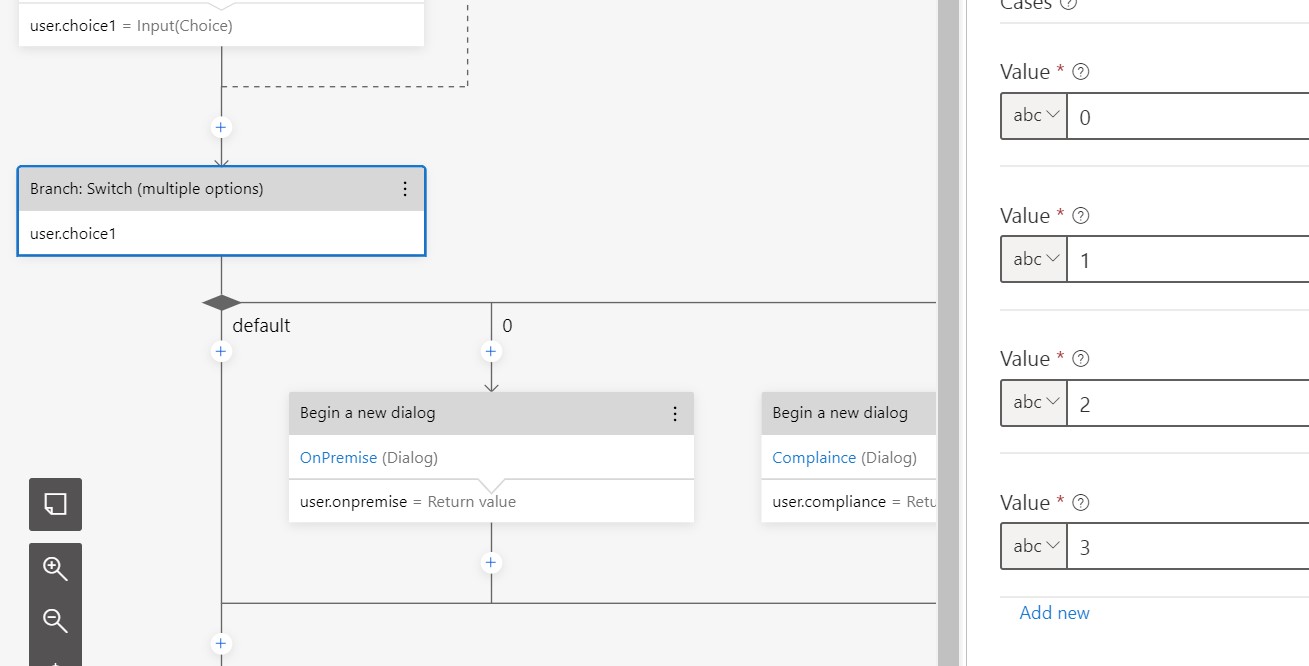 user.choice1 = Input(Choice)
Branch: Switch (multiple options)
user.choice1
default
0
Begin a new dialog
OnPremise (Dialog)
user.onpremise = Return value
Begin a new dialog
Complaince (Dialog)
user.compliance = Retu
Cases
Value *
abc 0
Value *
abc 1
Value *
abc 2
Value *
abc 3
Add new